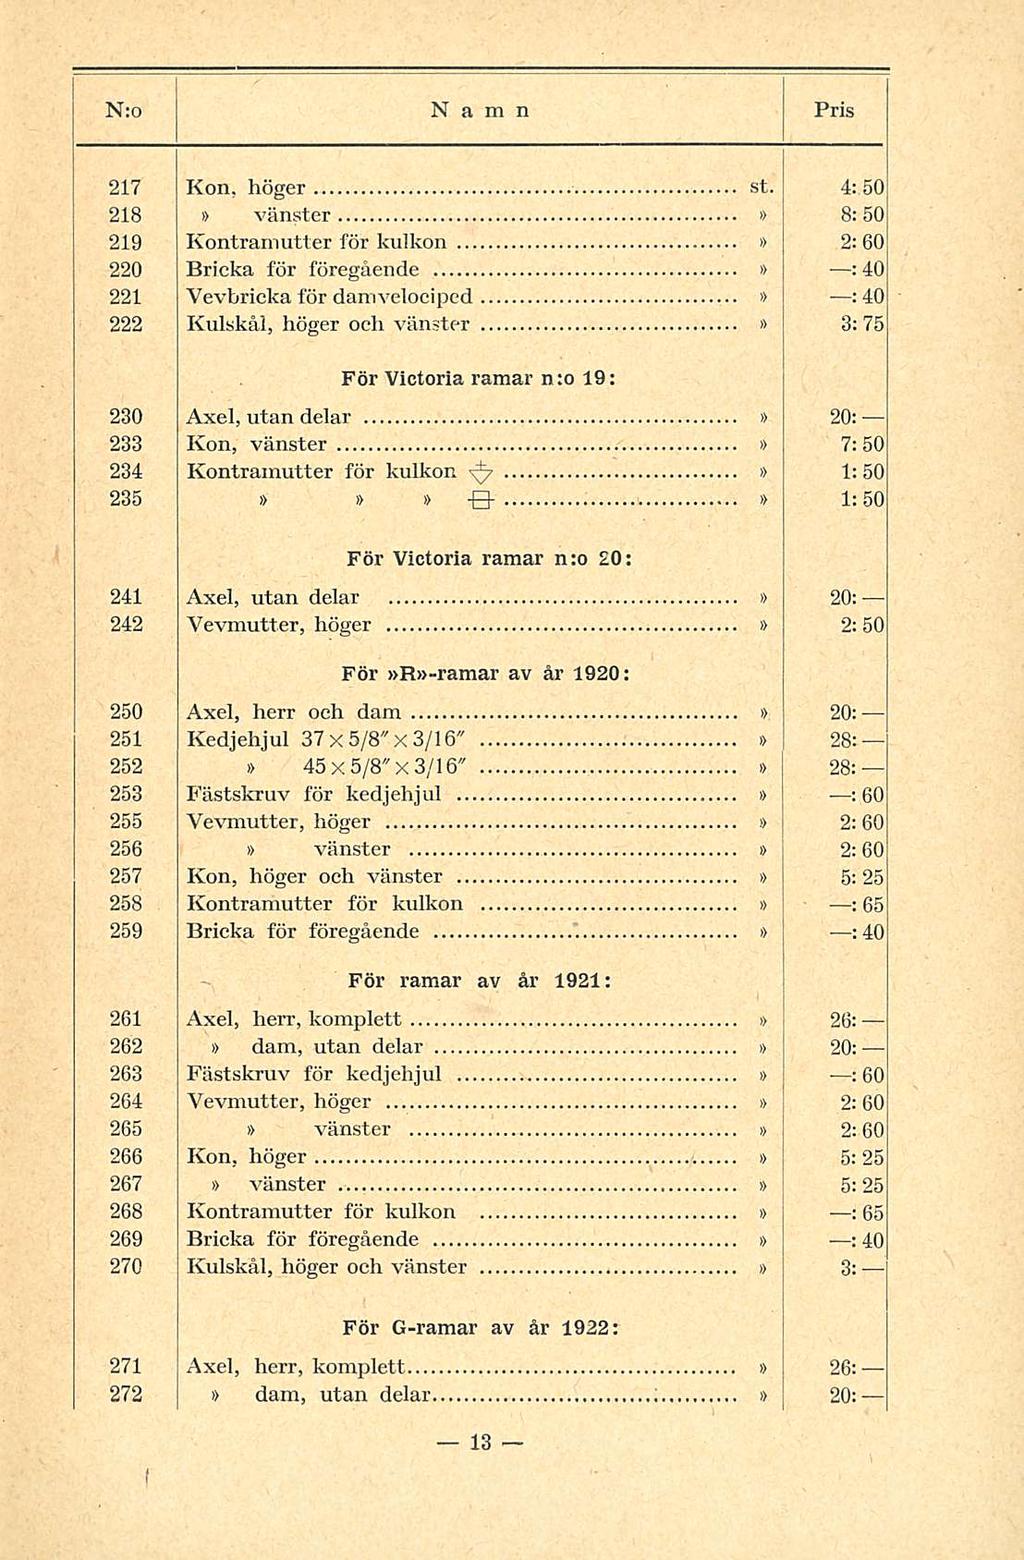 N:o N a m n Pris
217 Kon, höger ... st. 4: 50
218 » vänster ... » 8: 50
219 Kontramutter för kulkon ... » 2: 60
220 Bricka för föregående ... » —: 40
221 Vevbricka för damvelociped ... » —: 40
222 Kulskål, höger och vänster ... » 3: 75
För Victoria ramar n:o 19:
230 Axel, utan delar ... » 20: —
233 Kon, vänster ... » 7: 50
234 Kontramutter för kulkon ... » 1: 50
235 » » » ... » 1: 50
För Victoria ramar n:o 20:
241 Axel, utan delar ... » 20: —
242 Vevmutter, höger ... » 2: 50
För »R»-ramar av år 1920:
250 Axel, herr och dam ... » 20: —
251 Kedjehjul 37 × 5/8" × 3/16" ... » 28: —
252 » 45 × 5/8" × 3/16" ... » 28: —
253 Fästskruv för kedjehjul ... » —: 60
255 Vevmutter, höger ... » 2: 60
256 » vänster ... » 2: 60
257 Kon, höger och vänster ... » 5: 25
258 Kontramutter för kulkon ... » —: 65
259 Bricka för föregående ... » —: 40
För ramar av år 1921:
261 Axel, herr, komplett ... » 26: —
262 » dam, utan delar ... » 20: —
263 Fästskruv för kedjehjul ... » —: 60
264 Vevmutter, höger ... » 2: 60
265 » vänster ... » 2: 60
266 Kon, höger ... » 5: 25
267 » vänster ... » 5: 25
268 Kontramutter för kulkon ... » —: 65
269 Bricka för föregående ... » —: 40
270 Kulskål, höger och vänster ... » 3: —
För G-ramar av år 1922:
271 Axel, herr, komplett ... » 26: —
272 » dam, utan delar ... » 20: —
— 13 —